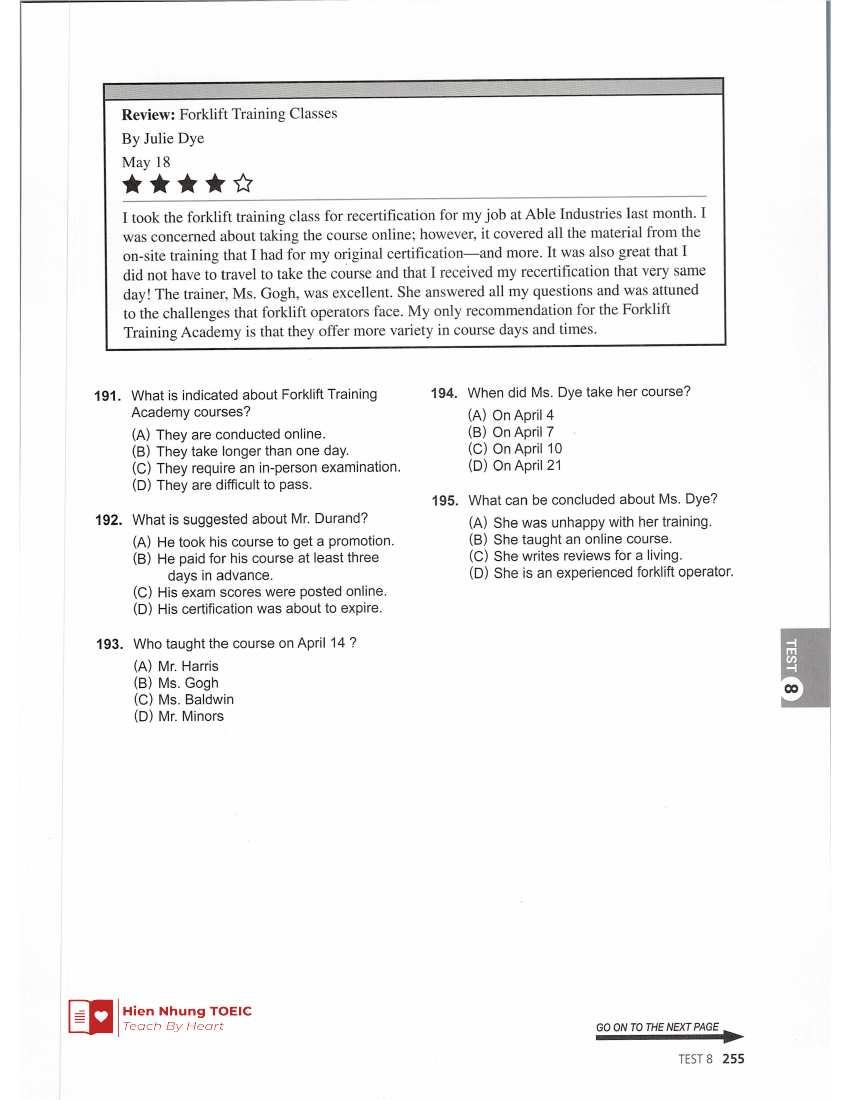 Review: Forklift Training Classes
By Julie Dye
May 18
I took the forklift training class for recertification for my job at Able Industries last month. I
was concerned about taking the course online; however, it covered all the material from the
on-site training that I had for my original certification—and more. It was also great that I
did not have to travel to take the course and that I received my recertification that very same
day! The trainer, Ms. Gogh, was excellent. She answered all my questions and was attuned
to the challenges that forklift operators face. My only recommendation for the Forklift
Training Academy is that they offer more variety in course days and times.
191. What is indicated about Forklift Training
Academy courses?
(A) They are conducted online.
(B) They take longer than one day.
(C) They require an in-person examination.
(D) They are difficult to pass.
192. What is suggested about Mr. Durand?
(A) He took his course to get a promotion.
(B) He paid for his course at least three
days in advance.
(C) His exam scores were posted online.
(D) His certification was about to expire.
193. Who taught the course on April 14 ?
(A) Mr. Harris
(B) Ms. Gogh
(C) Ms. Baldwin
(D) Mr. Minors
194. When did Ms. Dye take her course?
(A) On April 4
(B) On April 7
(C) On April 10
(D) On April 21
195. What can be concluded about Ms. Dye?
(A) She was unhappy with her training.
(B) She taught an online course.
(C) She writes reviews for a living.
(D) She is an experienced forklift operator.
TEST 8
Hien Nhung TOEIC
Teach By Heart
GO ON TO THE NEXT PAGE
TEST 8 255